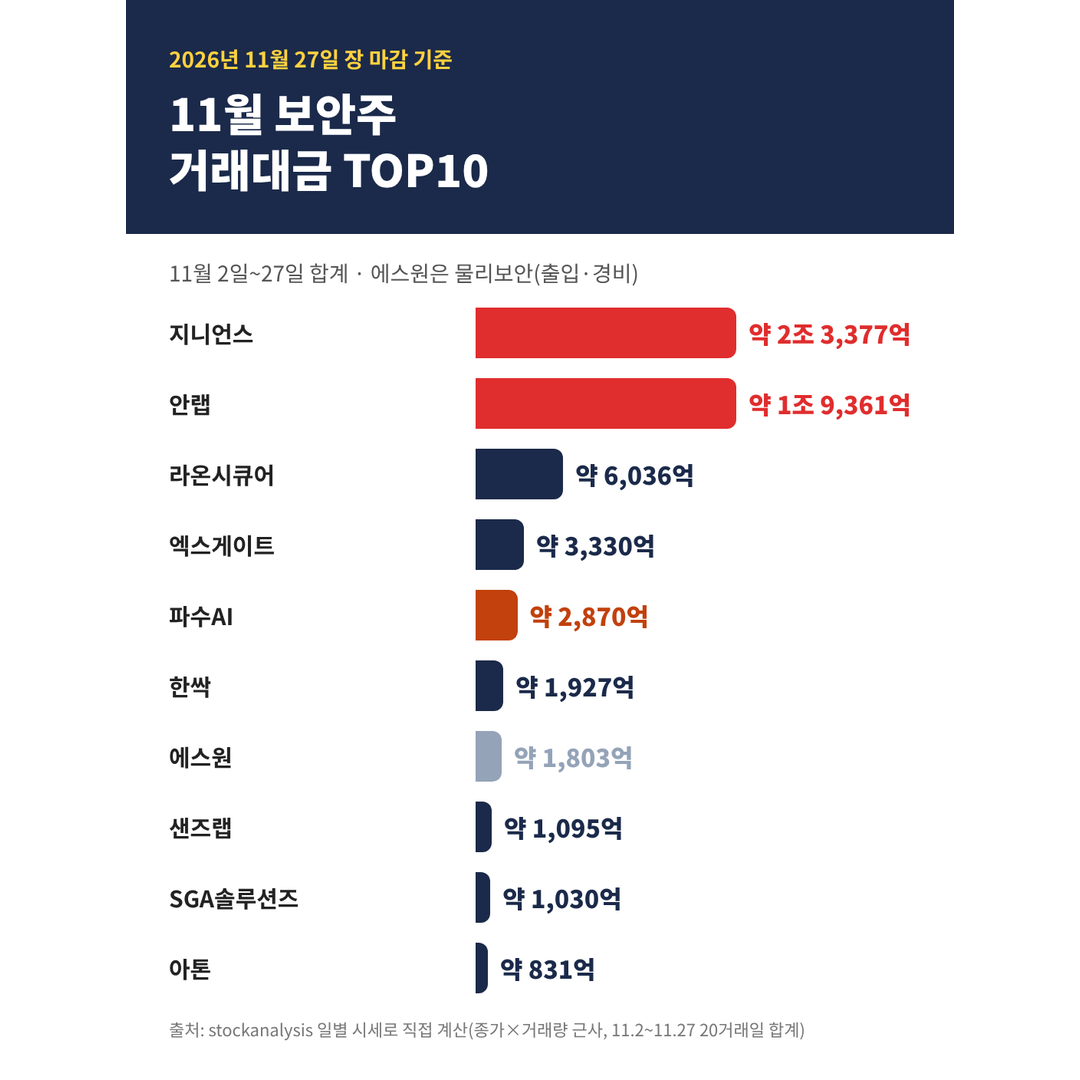 2026년 11월 27일 장 마감 기준
11월 보안주
거래대금 TOP10
11월 2일~27일 합계 · 에스원은 물리보안(출입·경비)
지니언스 약 2조 3,377억
안랩 약 1조 9,361억
라온시큐어 약 6,036억
엑스게이트 약 3,330억
파수AI 약 2,870억
한싹 약 1,927억
에스원 약 1,803억
샌즈랩 약 1,095억
SGA솔루션즈 약 1,030억
아톤 약 831억
출처: stockanalysis 일별 시세로 직접 계산(종가×거래량 근사, 11.2~11.27 20거래일 합계)